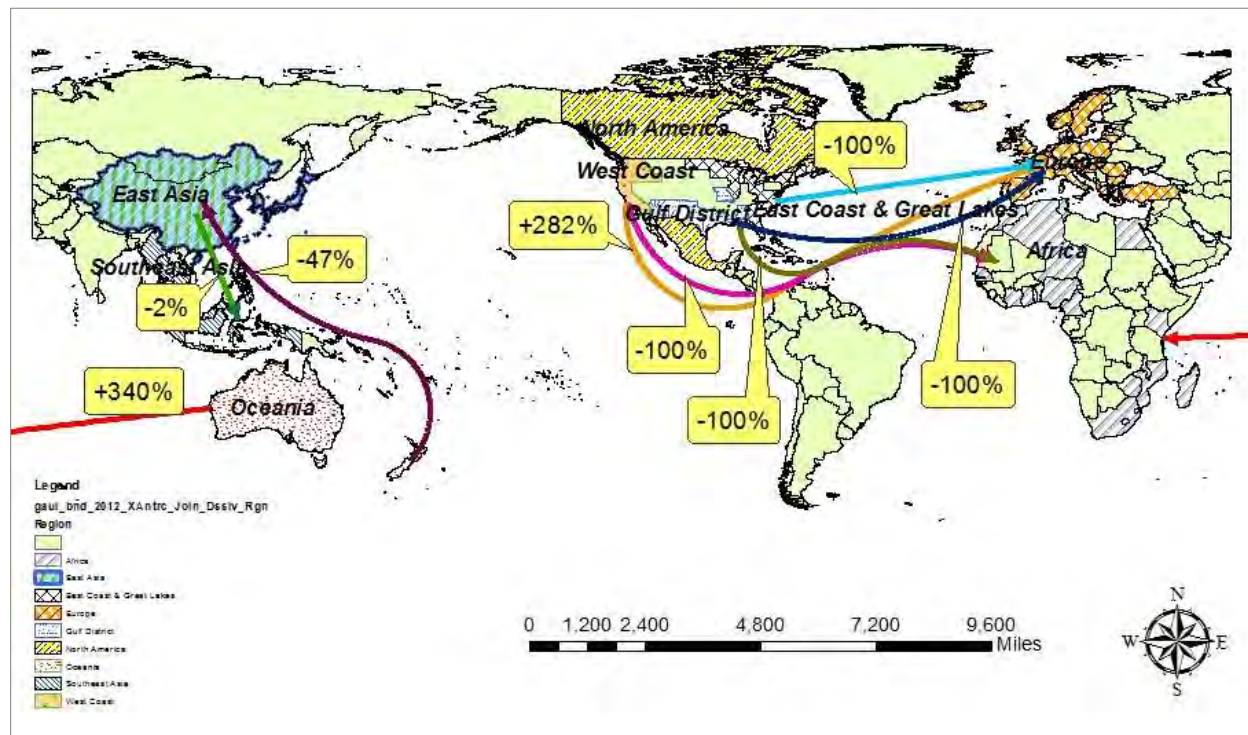 North America
-100%
East Asia
West Coast
Europe
+282%
Gulf District
East Coast & Great Lakes
Africa
-47%
Southeast Asia
-2%
-100%
-100%
-100%
+340%
Oceania
Legend
gaul_bnd_2012_XAntrc_Join_Dsslv_Rgn
Region
Africa
East Asia
East Coast & Great Lakes
Europe
Gulf District
North America
Oceania
Southeast Asia
West Coast
0 1,200 2,400 4,800 7,200 9,600
Miles
N
W E
S